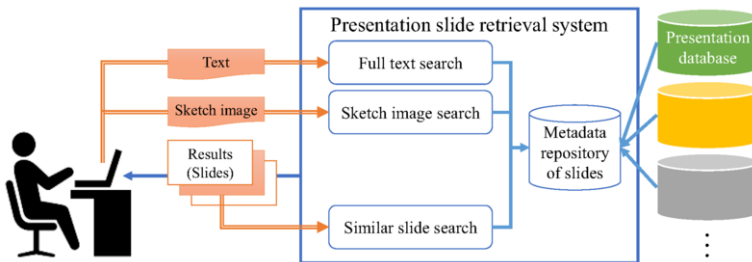 Presentation slide retrieval system
Text
Full text search
Presentation
database
Sketch image
Sketch image search
Results
(Slides)
Metadata
repository
of slides
Similar slide search